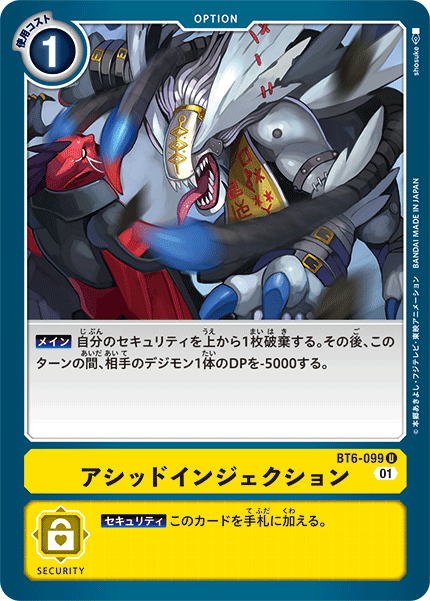 OPTION
使用コスト
1
shosuke
BANDAI MADE IN JAPAN
©本郷あきよし・フジテレビ・東映アニメーション
メイン 自分のセキュリティを上から1枚破棄する。その後、この
ターンの間、相手のデジモン1体のDPを-5000する。
BT6-099 U
01
アシッドインジェクション
セキュリティ このカードを手札に加える。
SECURITY